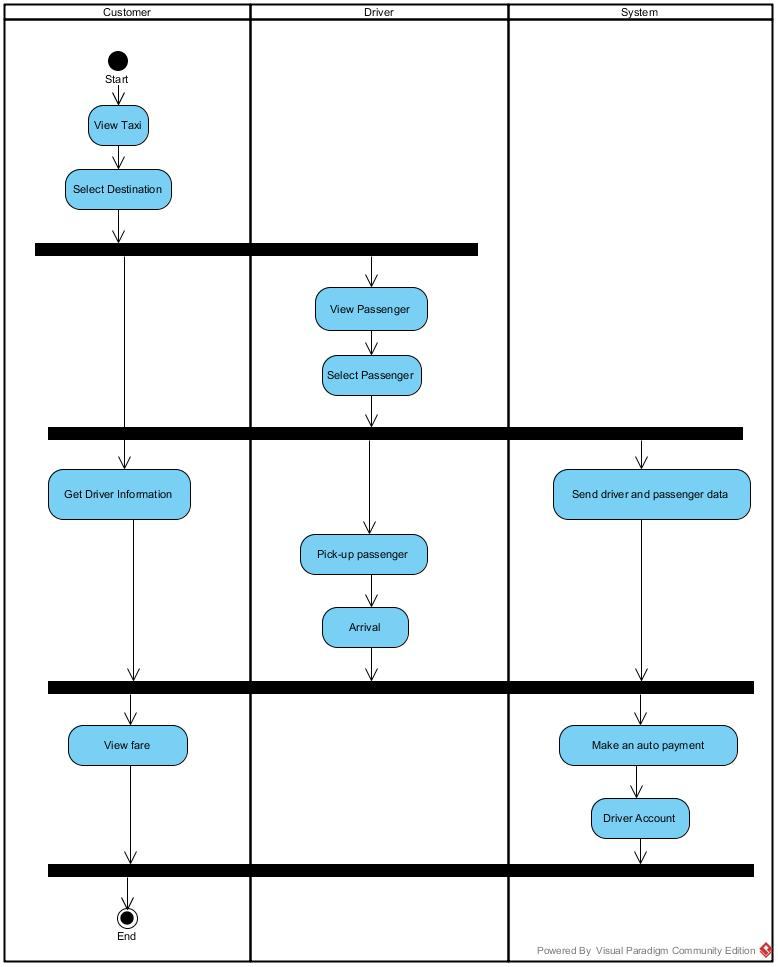 Customer
Driver
System
Start
View Taxi
Select Destination
View Passenger
Select Passenger
Get Driver Information
Send driver and passenger data
Pick-up passenger
Arrival
View fare
Make an auto payment
Driver Account
End
Powered By Visual Paradigm Community Edition